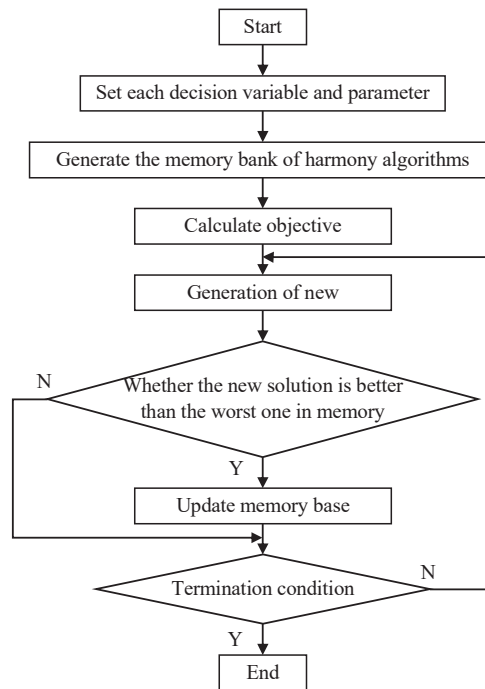 Start
Set each decision variable and parameter
Generate the memory bank of harmony algorithms
Calculate objective
Generation of new
N
Whether the new solution is better
than the worst one in memory
Y
Update memory base
Termination condition
N
Y
End